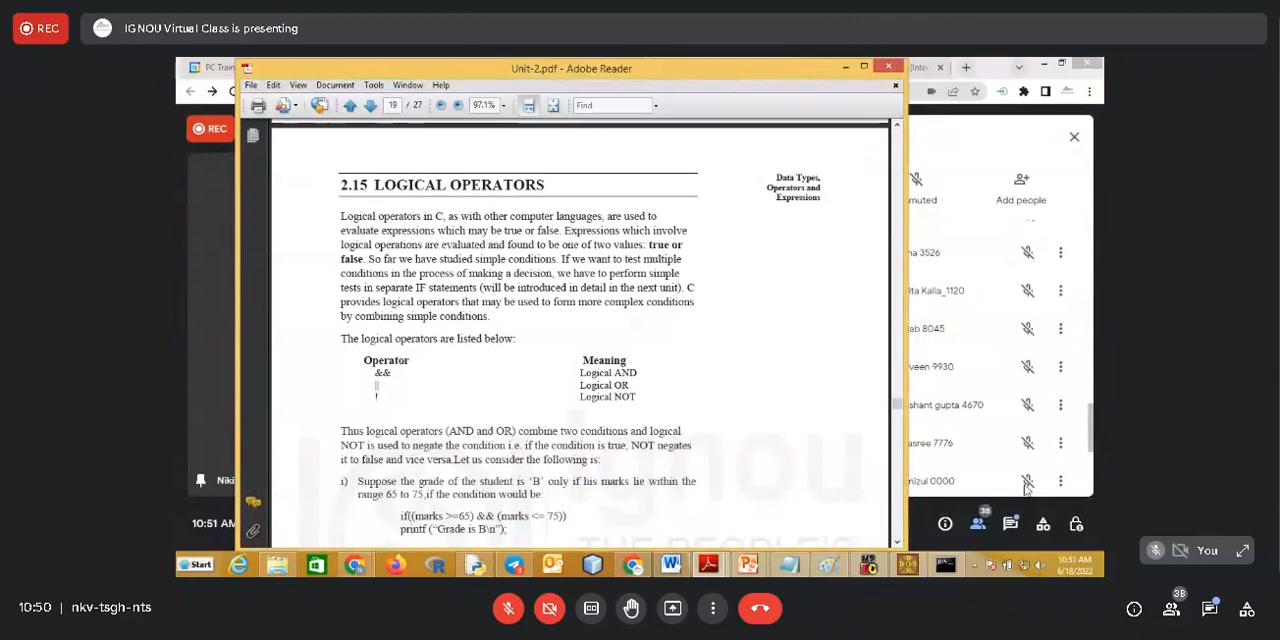 REC
IGNOU Virtual Class is presenting
PC Train
Unit-2.pdf - Adobe Reader
File Edit View Document Tools Window Help
19 / 27 97.1% Find
REC
2.15 LOGICAL OPERATORS
Data Types,
Operators and
Expressions
Logical operators in C, as with other computer languages, are used to
evaluate expressions which may be true or false. Expressions which involve
logical operations are evaluated and found to be one of two values: true or
false. So far we have studied simple conditions. If we want to test multiple
conditions in the process of making a decision, we have to perform simple
tests in separate IF statements (will be introduced in detail in the next unit). C
provides logical operators that may be used to form more complex conditions
by combining simple conditions.
The logical operators are listed below:
Operator Meaning
&& Logical AND
|| Logical OR
! Logical NOT
Thus logical operators (AND and OR) combine two conditions and logical
NOT is used to negate the condition i.e. if the condition is true, NOT negates
it to false and vice versa.Let us consider the following is:
i) Suppose the grade of the student is ‘B’ only if his marks lie within the
range 65 to 75,if the condition would be:
if((marks >=65) && (marks <= 75))
printf (“Grade is B\n”);
ignou
THE PEOPLE'S
muted
Add people
na 3526
lta Kalla_1120
ab 8045
veen 9930
shant gupta 4670
asree 7776
mizul 0000
Niki
10:51 AM
38
Start
10:51 AM
6/18/2022
You
10:50 | nkv-tsgh-nts
38